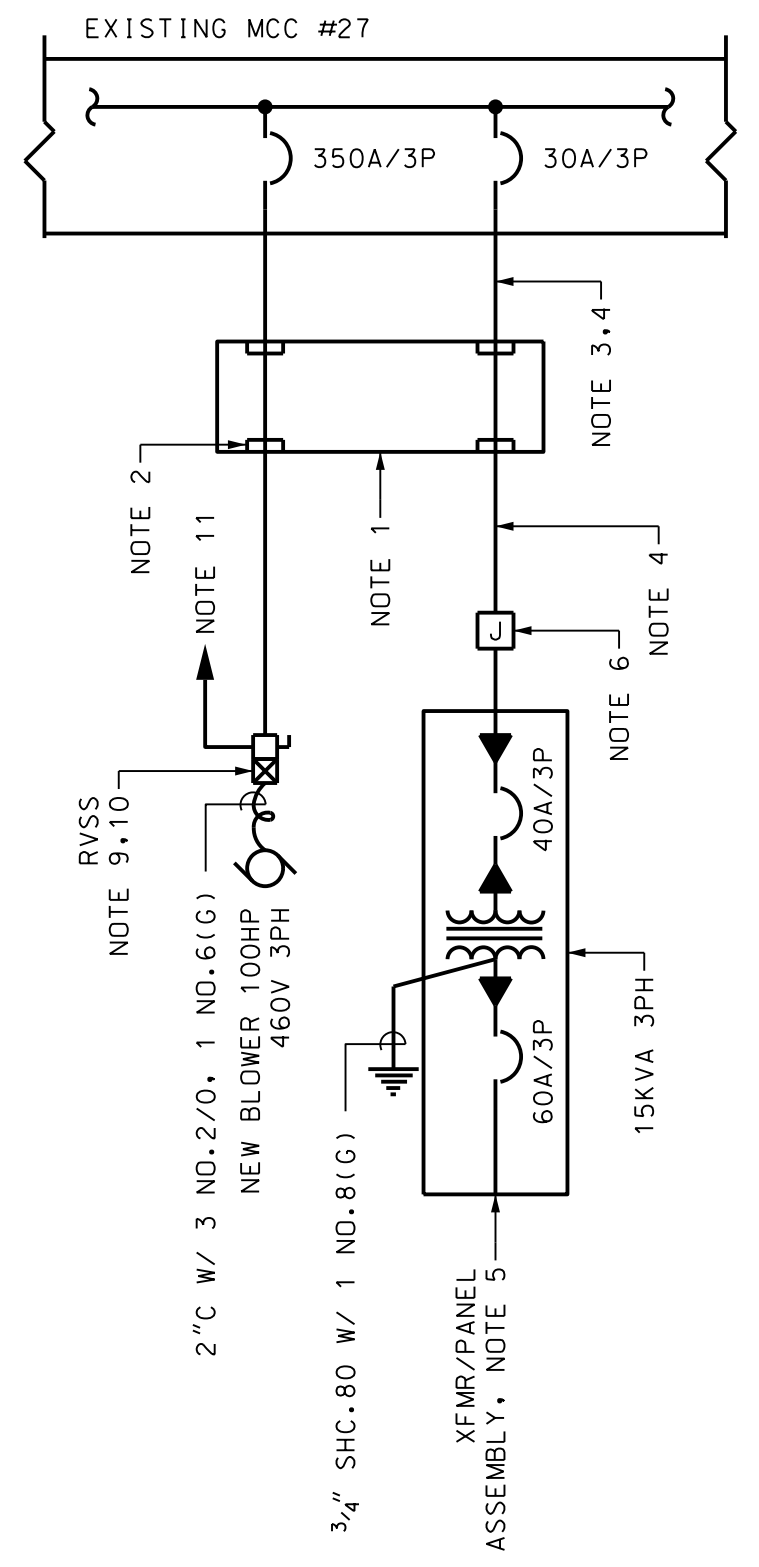 EXISTING MCC #27
350A/3P
30A/3P
NOTE 3,4
NOTE 2
NOTE 11
NOTE 1
NOTE 4
J
NOTE 6
RVSS
NOTE 9,10
40A/3P
2"C W/ 3 NO.2/0, 1 NO.6(G)
NEW BLOWER 100HP
460V 3PH
60A/3P
15KVA 3PH
3/4" SHC.80 W/ 1 NO.8(G)
XFMR/PANEL
ASSEMBLY, NOTE 5